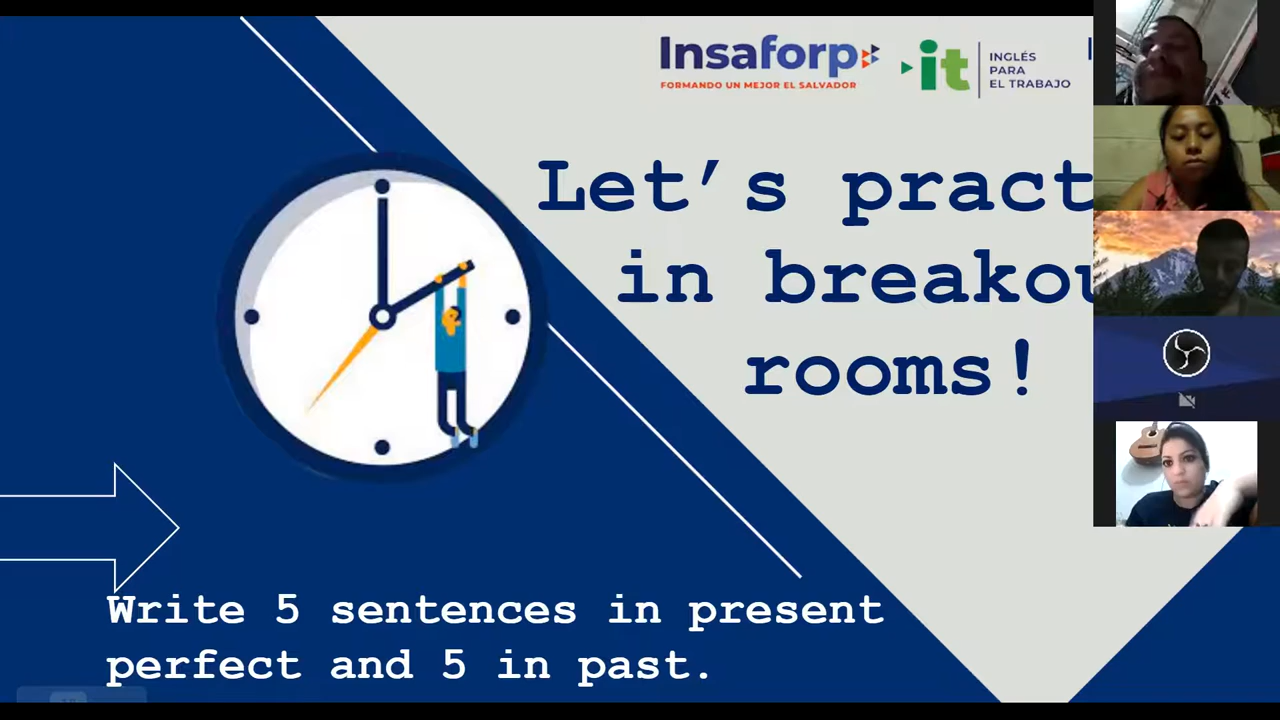 Insaforp
FORMANDO UN MEJOR EL SALVADOR
it
INGLÉS
PARA
EL TRABAJO
Let’s pract
in breakou
rooms!
Write 5 sentences in present
perfect and 5 in past.